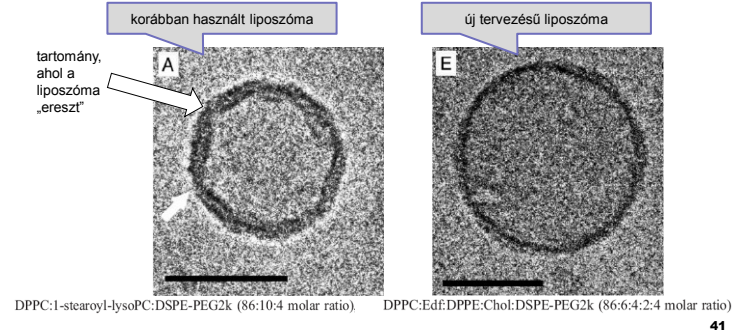 korábban használt liposzóma
új tervezésű liposzóma
tartomány,
ahol a
liposzóma
„ereszt”
A
E
DPPC:1-stearoyl-lysoPC:DSPE-PEG2k (86:10:4 molar ratio).
DPPC:Edf:DPPE:Chol:DSPE-PEG2k (86:6:4:2:4 molar ratio)
41